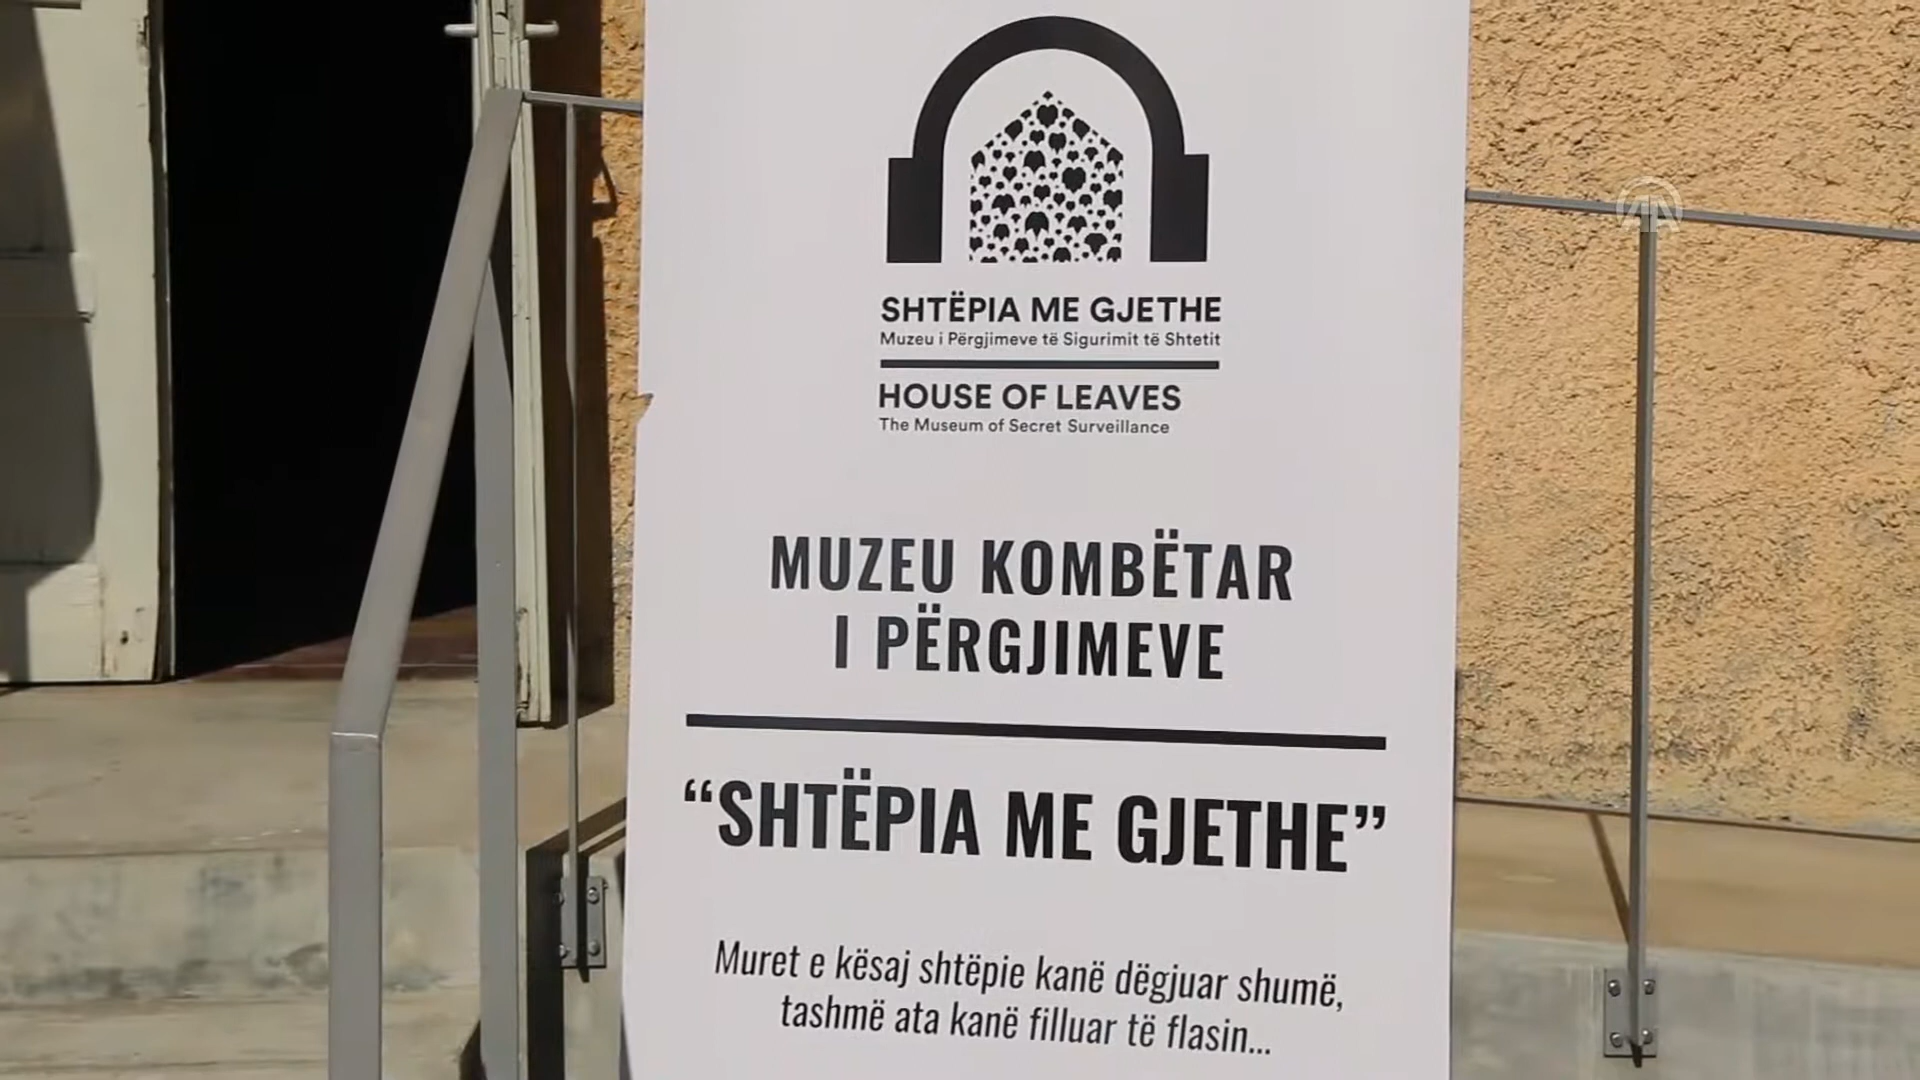 SHTËPIA ME GJETHE
Muzeu i Përgjimeve të Sigurimit të Shtetit
HOUSE OF LEAVES
The Museum of Secret Surveillance
MUZEU KOMBËTAR
I PËRGJIMEVE
“SHTËPIA ME GJETHE”
Muret e kësaj shtëpie kanë dëgjuar shumë,
tashmë ata kanë filluar të flasin...